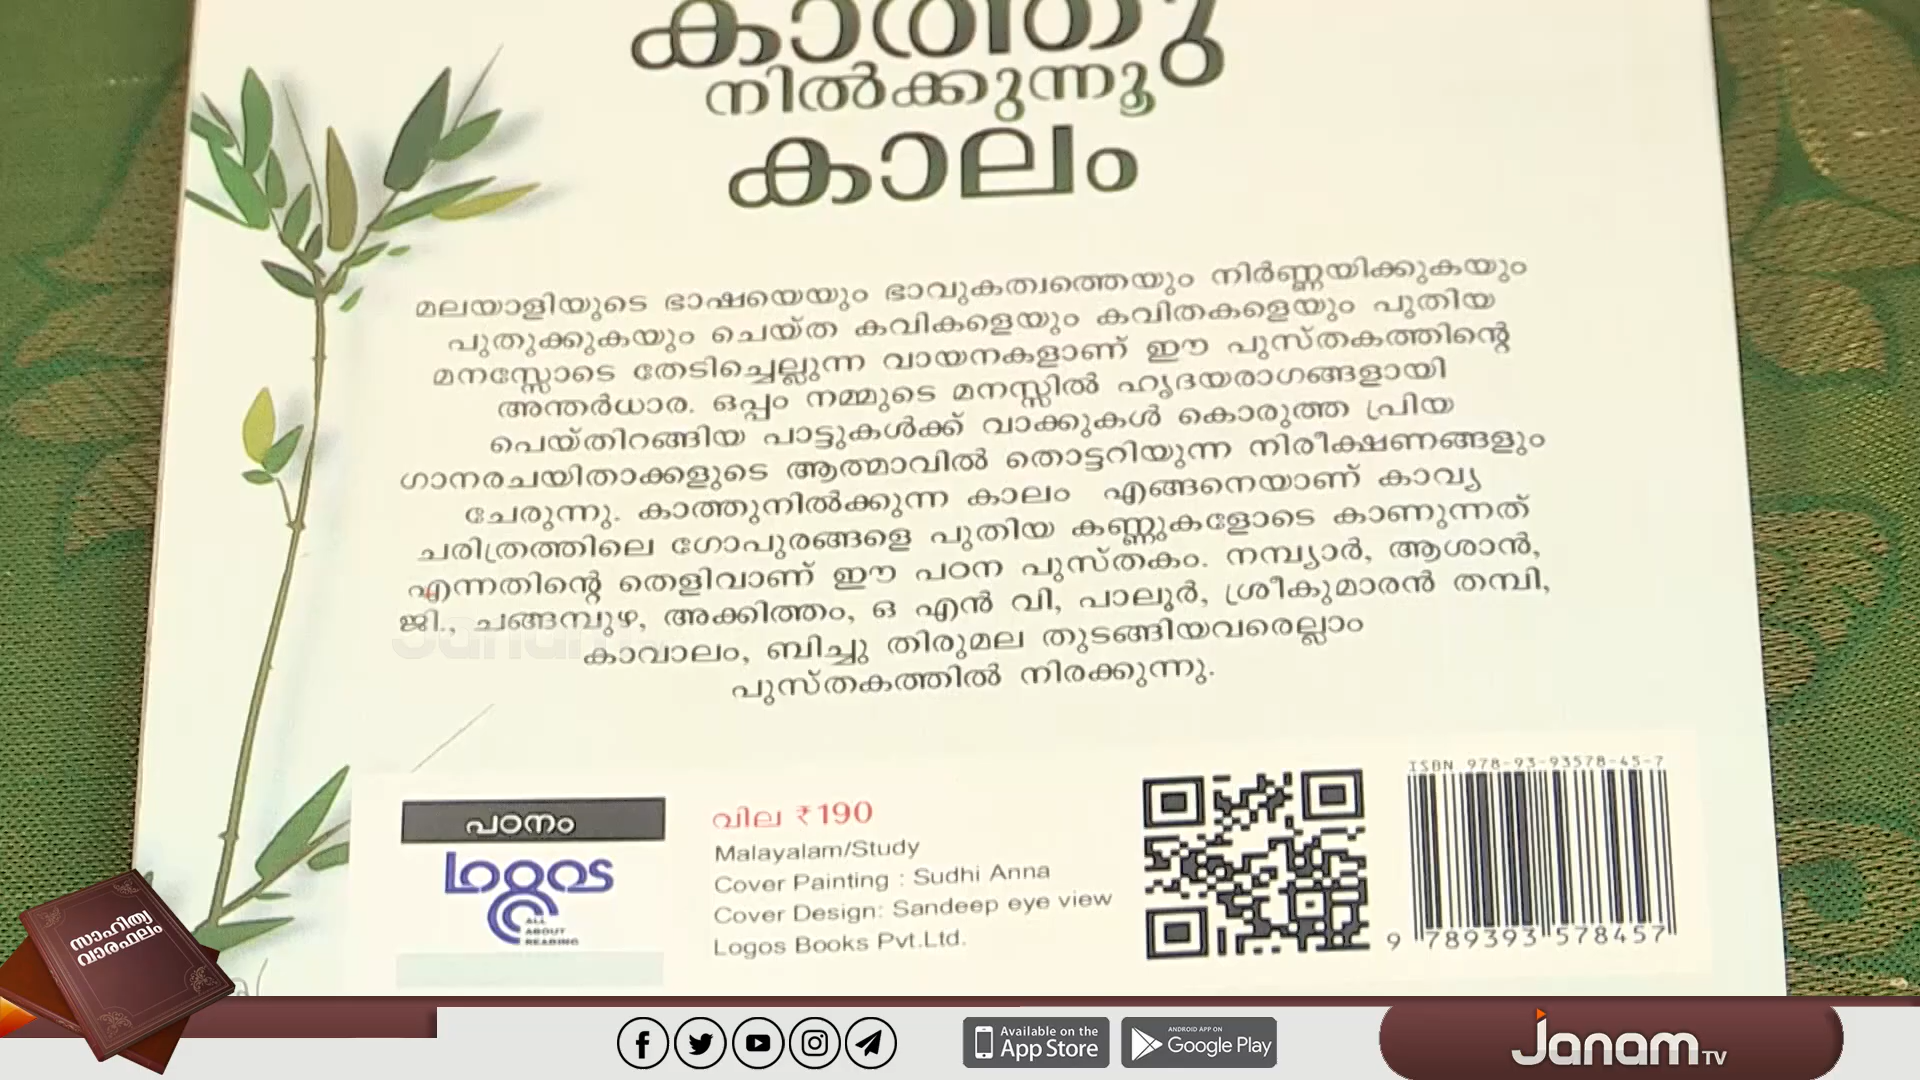 കാത്തു
നിൽക്കുന്നൂ
കാലം
മലയാളിയുടെ ഭാഷയെയും ഭാവുകത്വത്തെയും നിർണ്ണയിക്കുകയും
പുതുക്കുകയും ചെയ്ത കവികളെയും കവിതകളെയും പുതിയ
മനസ്സോടെ തേടിച്ചെല്ലുന്ന വായനകളാണ് ഈ പുസ്തകത്തിന്റെ
അന്തർധാര. ഒപ്പം നമ്മുടെ മനസ്സിൽ ഹൃദയരാഗങ്ങളായി
പെയ്തിറങ്ങിയ പാട്ടുകൾക്ക് വാക്കുകൾ കൊരുത്ത പ്രിയ
ഗാനരചയിതാക്കളുടെ ആത്മാവിൽ തൊട്ടറിയുന്ന നിരീക്ഷണങ്ങളും
ചേരുന്നു. കാത്തുനിൽക്കുന്ന കാലം എങ്ങനെയാണ് കാവ്യ
ചരിത്രത്തിലെ ഗോപുരങ്ങളെ പുതിയ കണ്ണുകളോടെ കാണുന്നത്
എന്നതിന്റെ തെളിവാണ് ഈ പഠന പുസ്തകം. നമ്പ്യാർ, ആശാൻ,
ജി., ചങ്ങമ്പുഴ, അക്കിത്തം, ഒ എൻ വി, പാലൂർ, ശ്രീകുമാരൻ തമ്പി,
കാവാലം, ബിച്ചു തിരുമല തുടങ്ങിയവരെല്ലാം
പുസ്തകത്തിൽ നിരക്കുന്നു.
Janam
പഠനം
logos
ALL
ABOUT
READING
വില ₹ 190
Malayalam/Study
Cover Painting : Sudhi Anna
Cover Design: Sandeep eye view
Logos Books Pvt.Ltd.
ISBN 978-93-93578-45-7
9 789393 578457
സാഹിത്യ
വാരഫലം
Available on the
App Store
ANDROID APP ON
Google Play
Janam TV